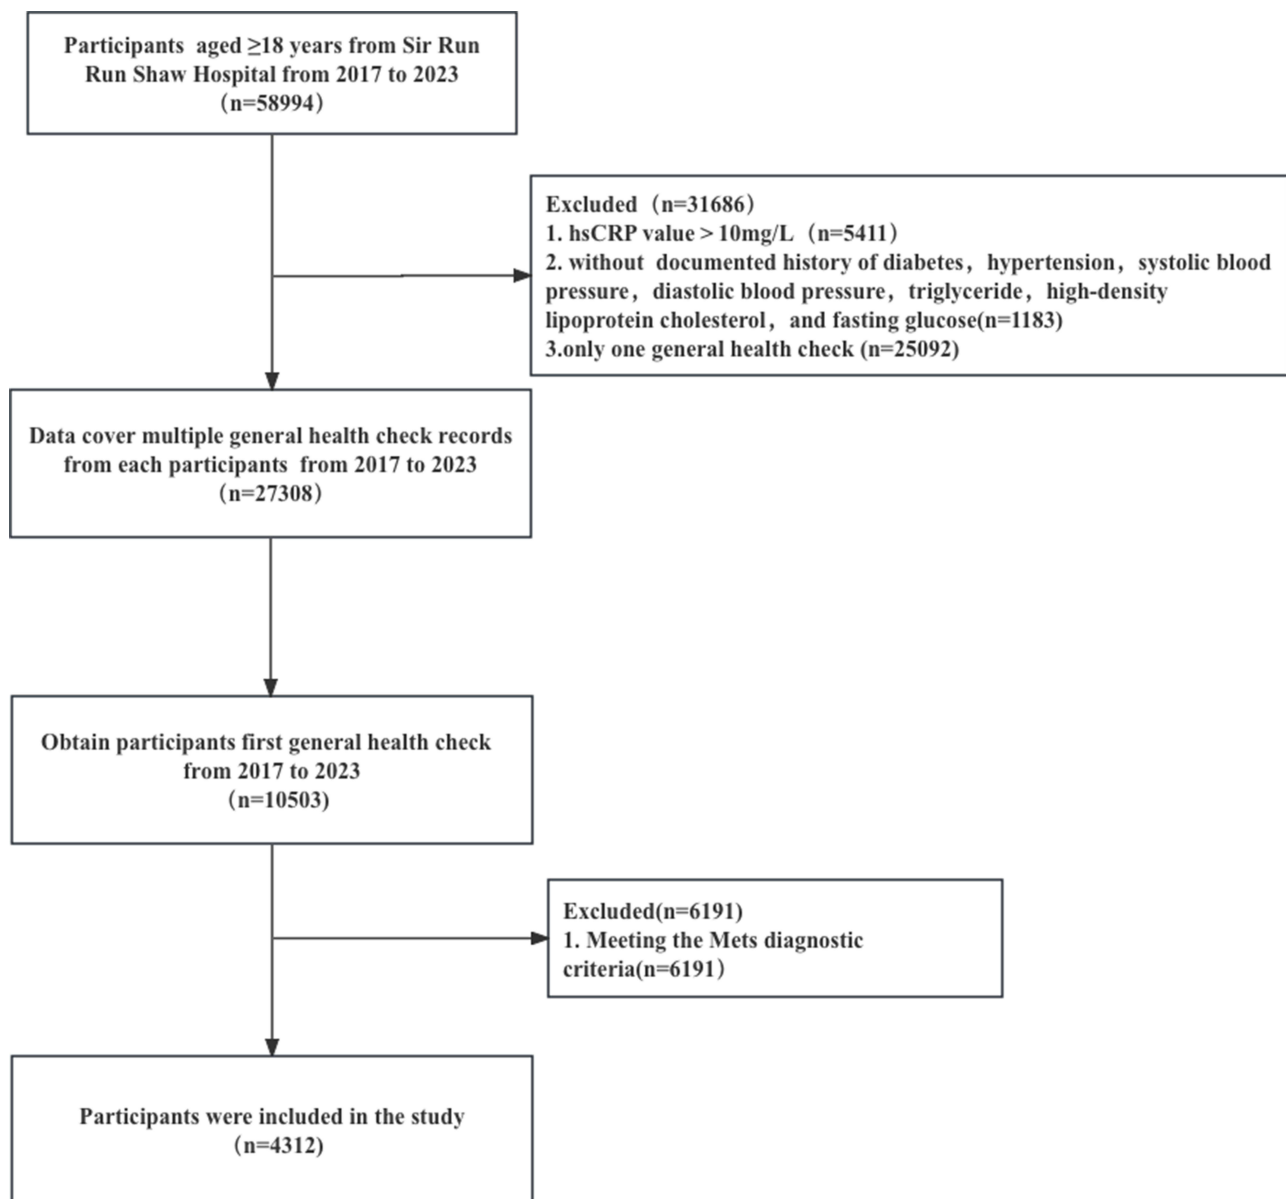 Participants aged ≥18 years from Sir Run
Run Shaw Hospital from 2017 to 2023
（n=58994）
Excluded（n=31686)
1. hsCRP value > 10mg/L（n=5411）
2. without documented history of diabetes，hypertension，systolic blood
pressure，diastolic blood pressure，triglyceride，high-density
lipoprotein cholesterol，and fasting glucose(n=1183)
3.only one general health check (n=25092)
Data cover multiple general health check records
from each participants from 2017 to 2023
（n=27308）
Obtain participants first general health check
from 2017 to 2023
（n=10503)
Excluded(n=6191)
1. Meeting the Mets diagnostic
criteria(n=6191）
Participants were included in the study
（n=4312)